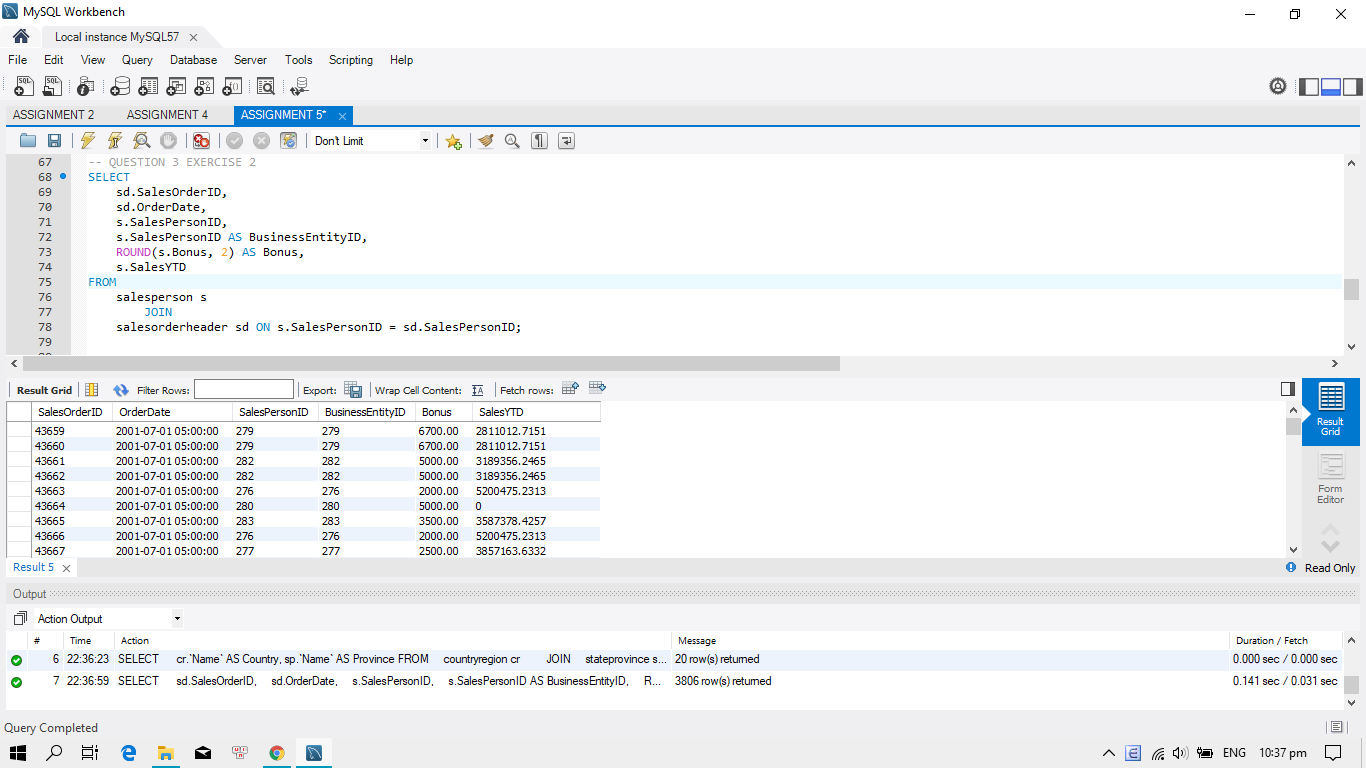 MySQL Workbench
Local instance MySQL57
File Edit View Query Database Server Tools Scripting Help
ASSIGNMENT 2 ASSIGNMENT 4 ASSIGNMENT 5*
Don't Limit
67 -- QUESTION 3 EXERCISE 2
68 SELECT
69 sd.SalesOrderID,
70 sd.OrderDate,
71 s.SalesPersonID,
72 s.SalesPersonID AS BusinessEntityID,
73 ROUND(s.Bonus, 2) AS Bonus,
74 s.SalesYTD
75 FROM
76 salesperson s
77 JOIN
78 salesorderheader sd ON s.SalesPersonID = sd.SalesPersonID;
79
Result Grid Filter Rows: Export: Wrap Cell Content: Fetch rows:
SalesOrderID OrderDate SalesPersonID BusinessEntityID Bonus SalesYTD
43659 2001-07-01 05:00:00 279 279 6700.00 2811012.7151
43660 2001-07-01 05:00:00 279 279 6700.00 2811012.7151
43661 2001-07-01 05:00:00 282 282 5000.00 3189356.2465
43662 2001-07-01 05:00:00 282 282 5000.00 3189356.2465
43663 2001-07-01 05:00:00 276 276 2000.00 5200475.2313
43664 2001-07-01 05:00:00 280 280 5000.00 0
43665 2001-07-01 05:00:00 283 283 3500.00 3587378.4257
43666 2001-07-01 05:00:00 276 276 2000.00 5200475.2313
43667 2001-07-01 05:00:00 277 277 2500.00 3857163.6332
Result
Grid
Form
Editor
Result 5
Read Only
Output
Action Output
# Time Action Message Duration / Fetch
6 22:36:23 SELECT cr.`Name` AS Country, sp.`Name` AS Province FROM countryregion cr JOIN stateprovince s... 20 row(s) returned 0.000 sec / 0.000 sec
7 22:36:59 SELECT sd.SalesOrderID, sd.OrderDate, s.SalesPersonID, s.SalesPersonID AS BusinessEntityID, R... 3806 row(s) returned 0.141 sec / 0.031 sec
Query Completed
ENG 10:37 pm